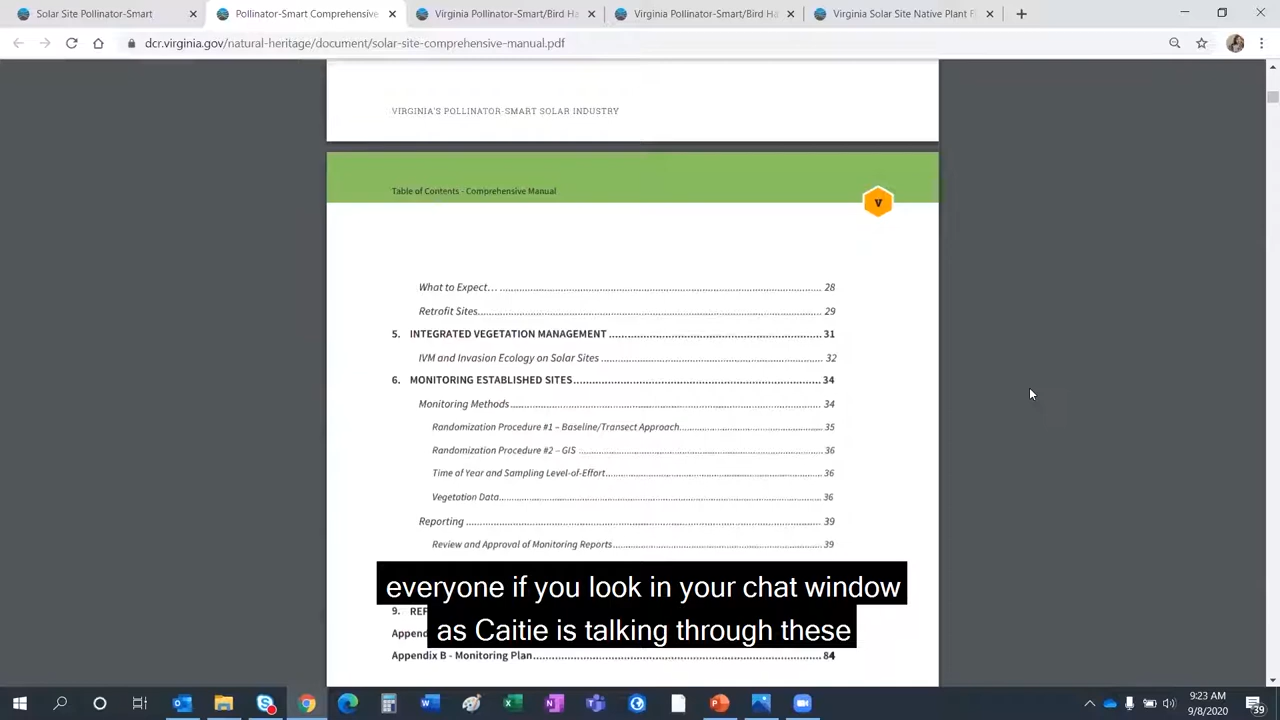 Solar Site Pollinator-Smart
Pollinator-Smart Comprehensive
Virginia Pollinator-Smart/Bird Ha
Virginia Pollinator-Smart/Bird Ha
Virginia Solar Site Native Plant F
dcr.virginia.gov/natural-heritage/document/solar-site-comprehensive-manual.pdf
VIRGINIA'S POLLINATOR-SMART SOLAR INDUSTRY
Table of Contents - Comprehensive Manual
V
What to Expect… 28
Retrofit Sites 29
5. INTEGRATED VEGETATION MANAGEMENT 31
IVM and Invasion Ecology on Solar Sites 32
6. MONITORING ESTABLISHED SITES 34
Monitoring Methods 34
Randomization Procedure #1 – Baseline/Transect Approach 35
Randomization Procedure #2 – GIS 36
Time of Year and Sampling Level-of-Effort 36
Vegetation Data 36
Reporting 39
Review and Approval of Monitoring Reports 39
everyone if you look in your chat window
9. REF
as Caitie is talking through these
Appen
Appendix B - Monitoring Plan 84
9:23 AM
9/8/2020
39